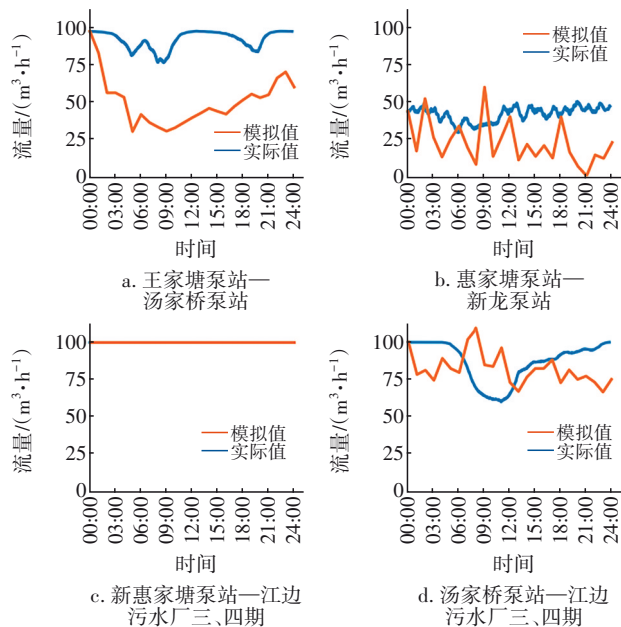 流量/(m³·h⁻¹)
100
75
50
25
0
模拟值
实际值
00:00
03:00
06:00
09:00
12:00
15:00
18:00
21:00
24:00
时间
a. 王家塘泵站—
汤家桥泵站
流量/(m³·h⁻¹)
100
75
50
25
0
模拟值
实际值
00:00
03:00
06:00
09:00
12:00
15:00
18:00
21:00
24:00
时间
b. 惠家塘泵站—
新龙泵站
流量/(m³·h⁻¹)
100
75
50
25
0
模拟值
实际值
00:00
03:00
06:00
09:00
12:00
15:00
18:00
21:00
24:00
时间
c. 新惠家塘泵站—江边
污水厂三、四期
流量/(m³·h⁻¹)
100
75
50
25
0
模拟值
实际值
00:00
03:00
06:00
09:00
12:00
15:00
18:00
21:00
24:00
时间
d. 汤家桥泵站—江边
污水厂三、四期